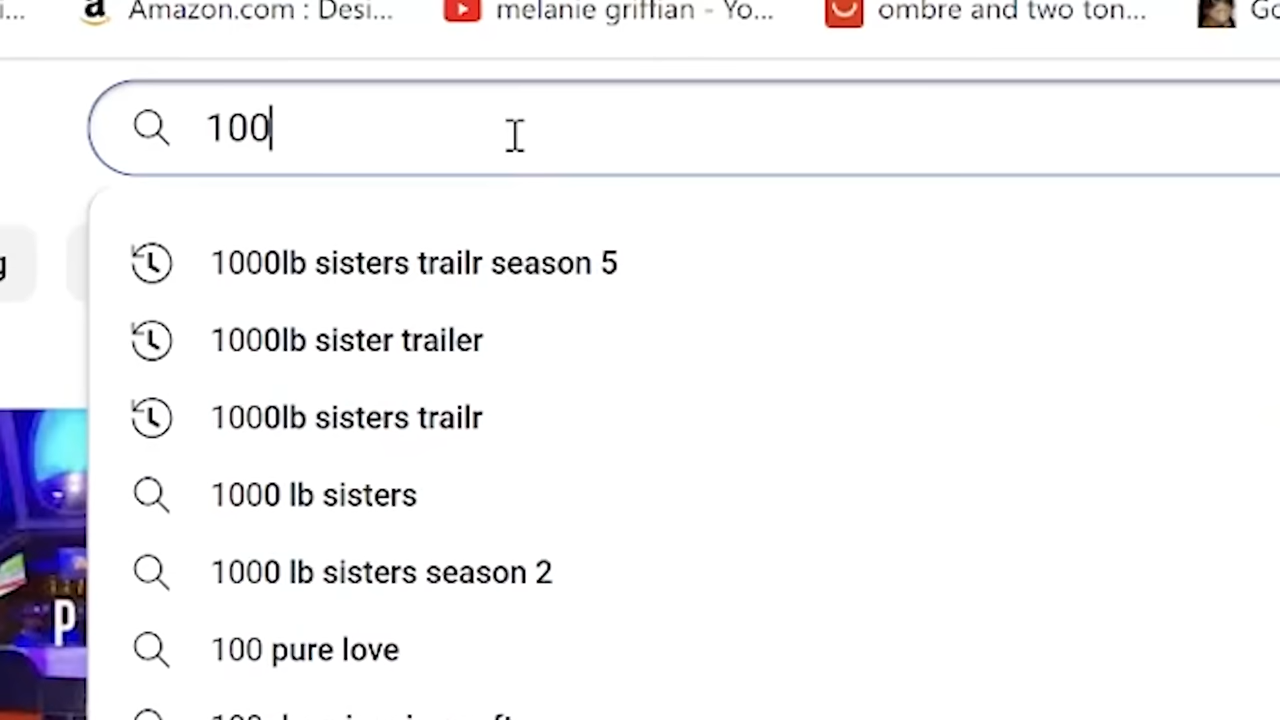 Amazon.com : Desi...
melanie griffian - Yo...
ombre and two ton...
Go
100
g
1000lb sisters trailr season 5
1000lb sister trailer
1000lb sisters trailr
1000 lb sisters
1000 lb sisters season 2
P
100 pure love